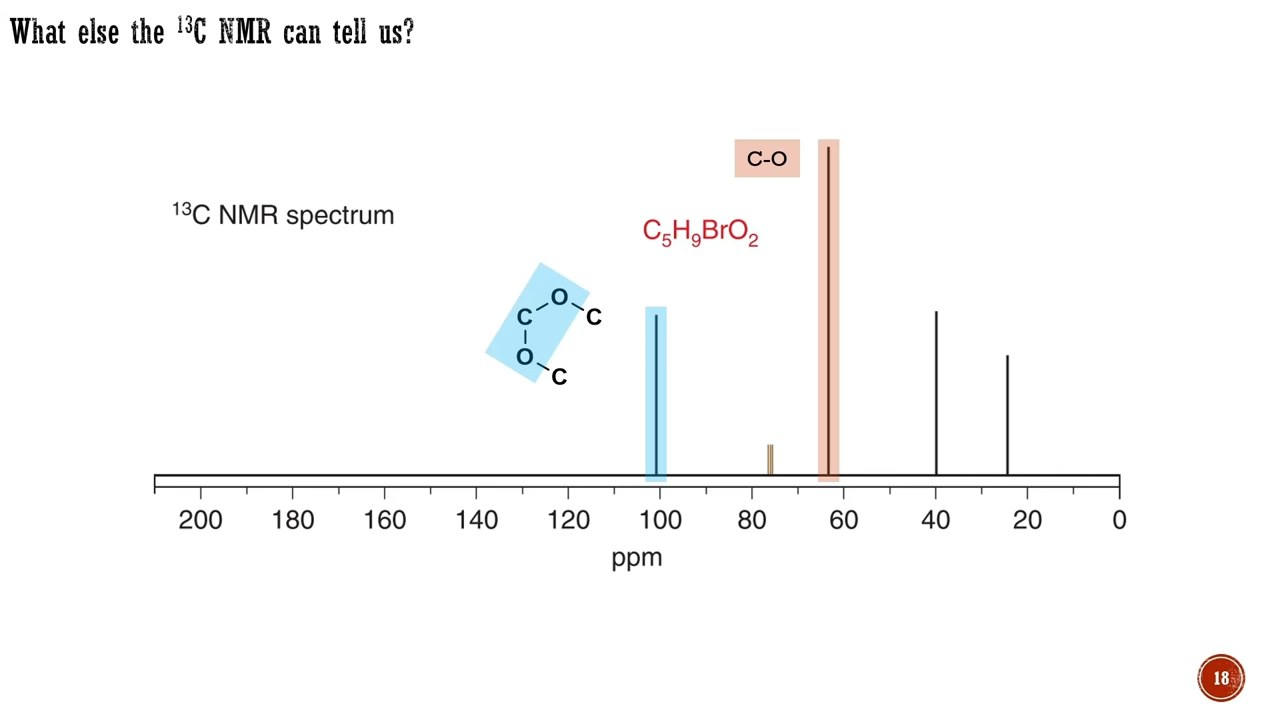 What else the ¹³C NMR can tell us?
C-O
¹³C NMR spectrum
C₅H₉BrO₂
O
C
C
O
C
200 180 160 140 120 100 80 60 40 20 0
ppm
18